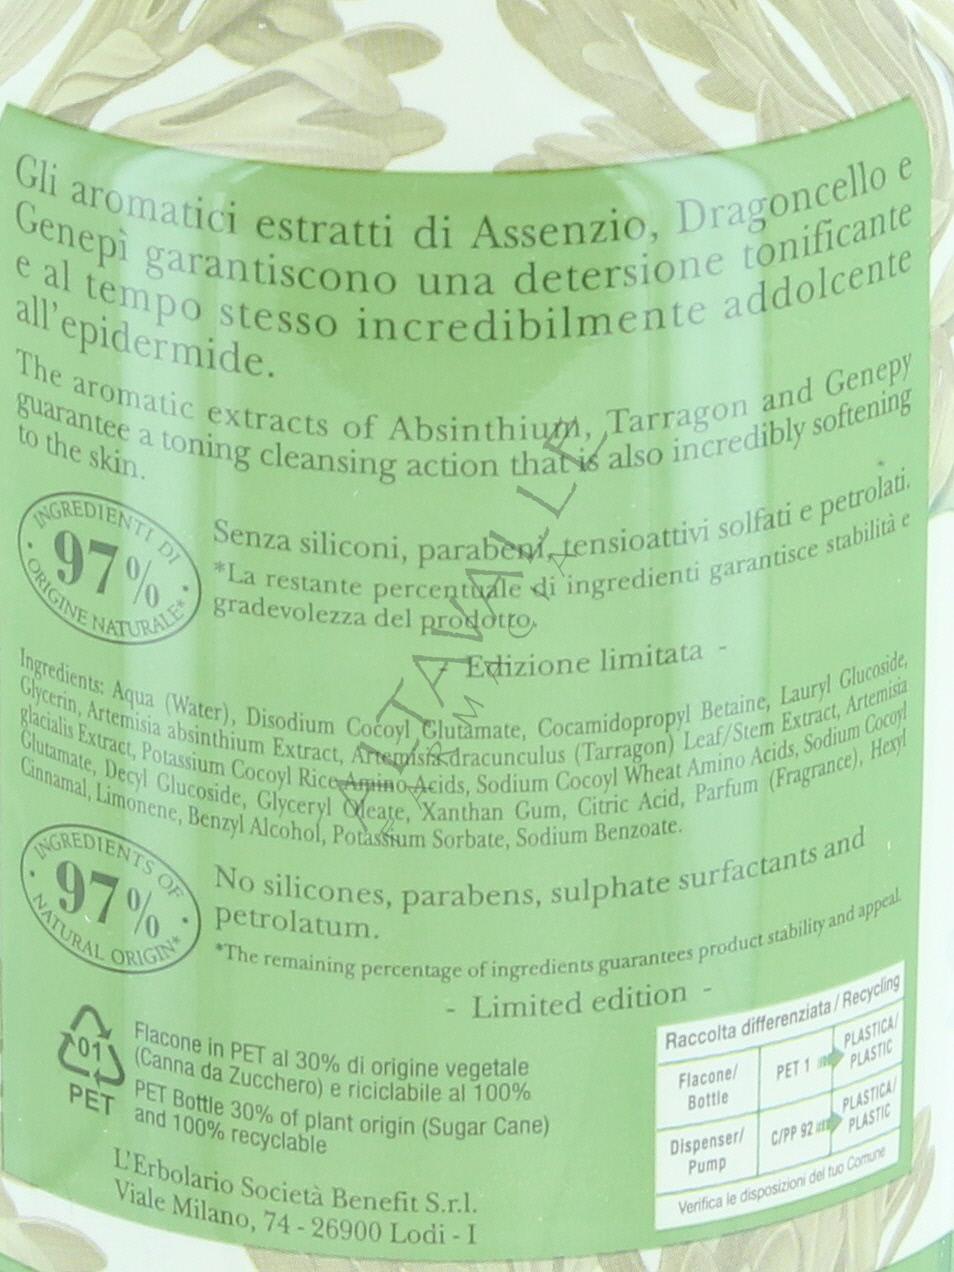 Gli aromatici estratti di Assenzio, Dragoncello e
Genepì garantiscono una detersione tonificante
e al tempo stesso incredibilmente addolcente
all'epidermide.
The aromatic extracts of Absinthium, Tarragon and Genepy
guarantee a toning cleansing action that is also incredibly softening
to the skin.
INGREDIENTI DI
97%
ORIGINE NATURALE*
Senza siliconi, parabeni, tensioattivi solfati e petrolati.
*La restante percentuale di ingredienti garantisce stabilità e
gradevolezza del prodotto.
- Edizione limitata -
Ingredients: Aqua (Water), Disodium Cocoyl Glutamate, Cocamidopropyl Betaine, Lauryl Glucoside,
Glycerin, Artemisia absinthium Extract, Artemisia dracunculus (Tarragon) Leaf/Stem Extract, Artemisia
glacialis Extract, Potassium Cocoyl Rice Amino Acids, Sodium Cocoyl Wheat Amino Acids, Sodium Cocoyl
Glutamate, Decyl Glucoside, Glyceryl Oleate, Xanthan Gum, Citric Acid, Parfum (Fragrance), Hexyl
Cinnamal, Limonene, Benzyl Alcohol, Potassium Sorbate, Sodium Benzoate.
INGREDIENTS OF
97%
NATURAL ORIGIN*
No silicones, parabens, sulphate surfactants and
petrolatum.
*The remaining percentage of ingredients guarantees product stability and appeal.
- Limited edition -
01
PET
Flacone in PET al 30% di origine vegetale
(Canna da Zucchero) e riciclabile al 100%
PET Bottle 30% of plant origin (Sugar Cane)
and 100% recyclable
L'Erbolario Società Benefit S.r.l.
Viale Milano, 74 - 26900 Lodi - I
Raccolta differenziata / Recycling
Flacone/
Bottle
PET 1
PLASTICA/
PLASTIC
Dispenser/
Pump
C/PP 92
PLASTICA/
PLASTIC
Verifica le disposizioni del tuo Comune
ALTAVALLE
FARMACIA